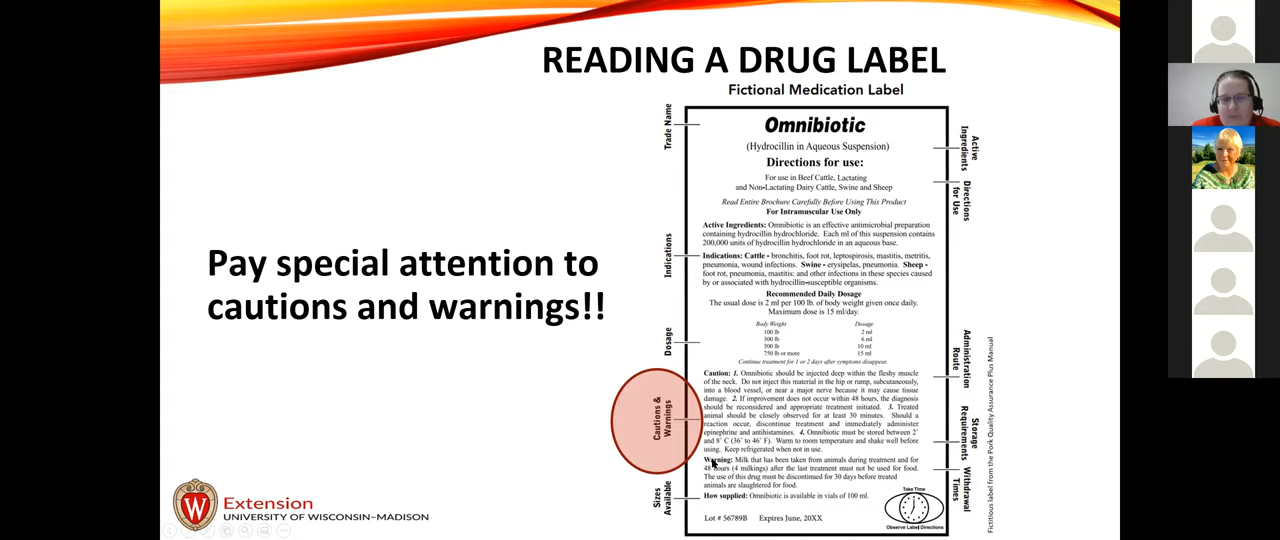 READING A DRUG LABEL
Fictional Medication Label
Pay special attention to
cautions and warnings!!
Trade Name
Indications
Dosage
Cautions &
Warnings
Sizes
Available
Omnibiotic
(Hydrocillin in Aqueous Suspension)
Directions for use:
For use in Beef Cattle, Lactating
and Non-Lactating Dairy Cattle, Swine and Sheep
Read Entire Brochure Carefully Before Using This Product
For Intramuscular Use Only
Active Ingredients: Omnibiotic is an effective antimicrobial preparation
containing hydrocillin hydrochloride. Each ml of this suspension contains
200,000 units of hydrocillin hydrochloride in an aqueous base.
Indications: Cattle - bronchitis, foot rot, leptospirosis, mastitis, metritis,
pneumonia, wound infections. Swine - erysipelas, pneumonia. Sheep -
foot rot, pneumonia, mastitis: and other infections in these species caused
by or associated with hydrocillin-susceptible organisms.
Recommended Daily Dosage
The usual dose is 2 ml per 100 lb. of body weight given once daily.
Maximum dose is 15 ml/day.
Body Weight Dosage
100 lb 2 ml
300 lb 6 ml
500 lb 10 ml
750 lb or more 15 ml
Continue treatment for 1 or 2 days after symptoms disappear.
Caution: 1. Omnibiotic should be injected deep within the fleshy muscle
of the neck. Do not inject this material in the hip or rump, subcutaneously,
into a blood vessel, or near a major nerve because it may cause tissue
damage. 2. If improvement does not occur within 48 hours, the diagnosis
should be reconsidered and appropriate treatment initiated. 3. Treated
animal should be closely observed for at least 30 minutes. Should a
reaction occur, discontinue treatment and immediately administer
epinephrine and antihistamines. 4. Omnibiotic must be stored between 2°
and 8° C (36° to 46° F). Warm to room temperature and shake well before
using. Keep refrigerated when not in use.
Warning: Milk that has been taken from animals during treatment and for
48 hours (4 milkings) after the last treatment must not be used for food.
The use of this drug must be discontinued for 30 days before treated
animals are slaughtered for food.
How supplied: Omnibiotic is available in vials of 100 ml.
Lot # 56789B Expires June, 20XX
Take Time
Observe Label Directions
Active
Ingredients
Directions
for Use
Administration
Route
Storage
Requirements
Withdrawal
Times
Fictitious label from the Pork Quality Assurance Plus Manual
W
Extension
UNIVERSITY OF WISCONSIN-MADISON